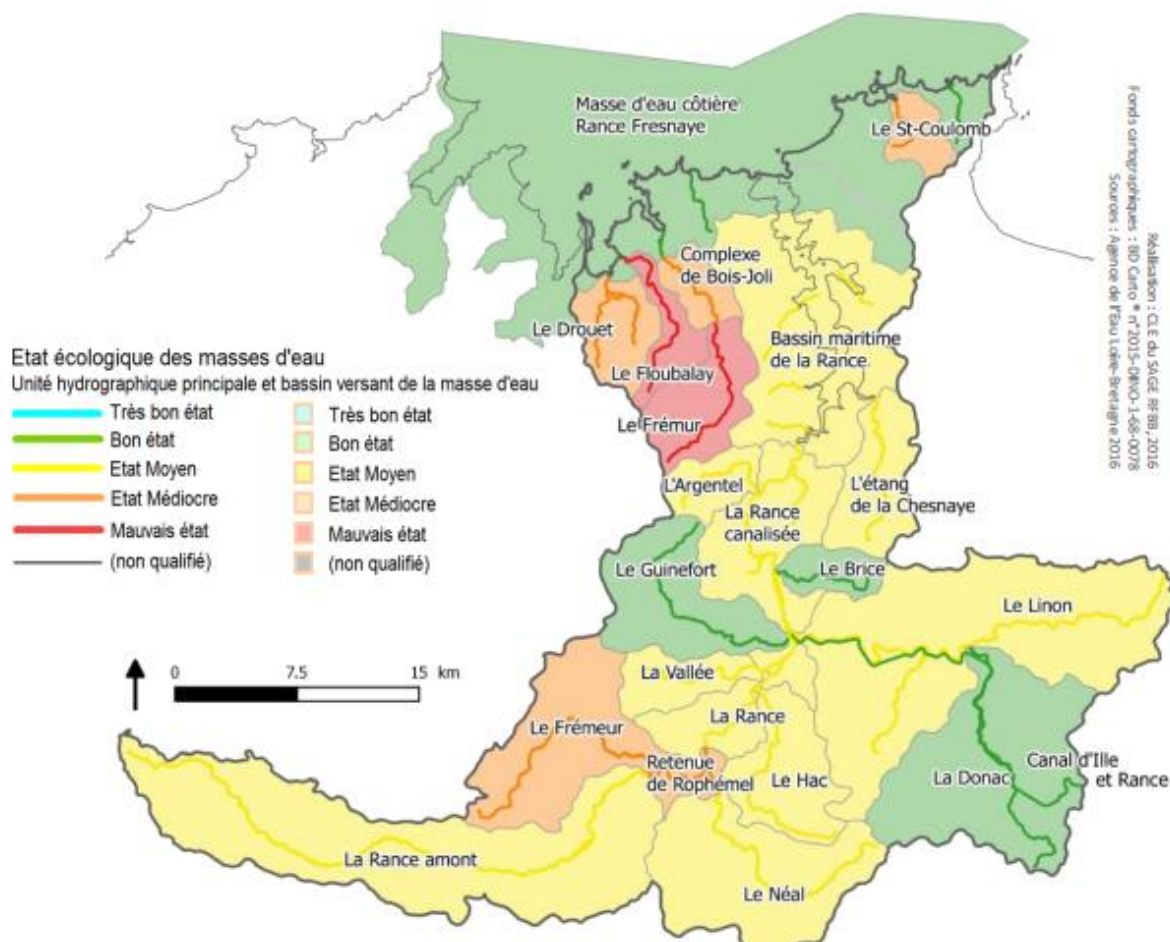 Masse d'eau côtière
Rance Fresnaye
Le St-Coulomb
Complexe
de Bois-Joli
Le Drouet
Bassin maritime
de la Rance
Le Floubalay
Le Frémur
L'Argentel
La Rance
canalisée
L'étang
de la Chesnaye
Le Guinefort
Le Brice
Le Linon
La Vallée
La Rance
Le Frémeur
Retenue
de Rophémel
Le Hac
La Donac
Canal d'Ille
et Rance
La Rance amont
Le Néal
Etat écologique des masses d'eau
Unité hydrographique principale et bassin versant de la masse d'eau
Très bon état
Bon état
Etat Moyen
Etat Médiocre
Mauvais état
(non qualifié)
Très bon état
Bon état
Etat Moyen
Etat Médiocre
Mauvais état
(non qualifié)
0 7.5 15 km
Réalisation : CLE du SAGE RFBB, 2016
Fonds cartographiques : BD Carto ® n°2015-DINO-1-68-0078
Sources : Agence de l'Eau Loire-Bretagne 2016